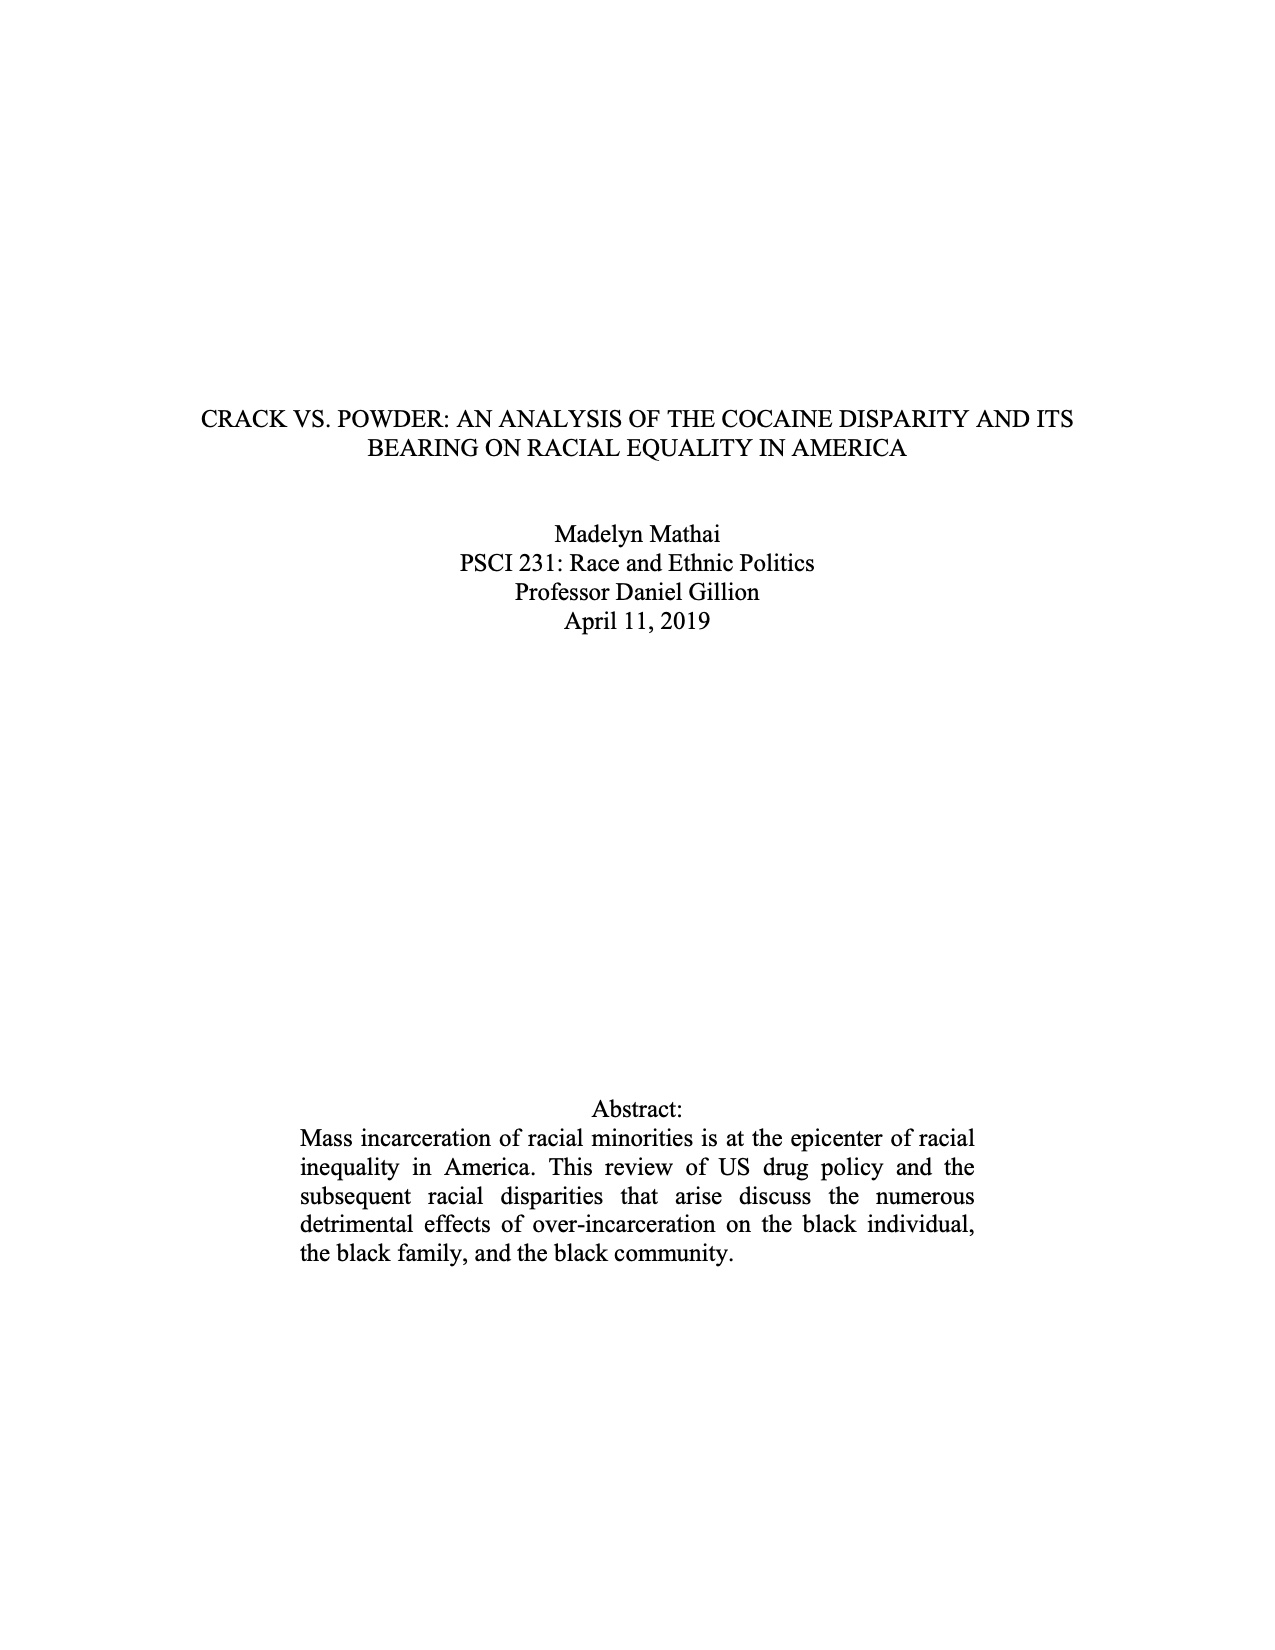 CRACK VS. POWDER: AN ANALYSIS OF THE COCAINE DISPARITY AND ITS
BEARING ON RACIAL EQUALITY IN AMERICA
Madelyn Mathai
PSCI 231: Race and Ethnic Politics
Professor Daniel Gillion
April 11, 2019
Abstract:
Mass incarceration of racial minorities is at the epicenter of racial
inequality in America. This review of US drug policy and the
subsequent racial disparities that arise discuss the numerous
detrimental effects of over-incarceration on the black individual,
the black family, and the black community.